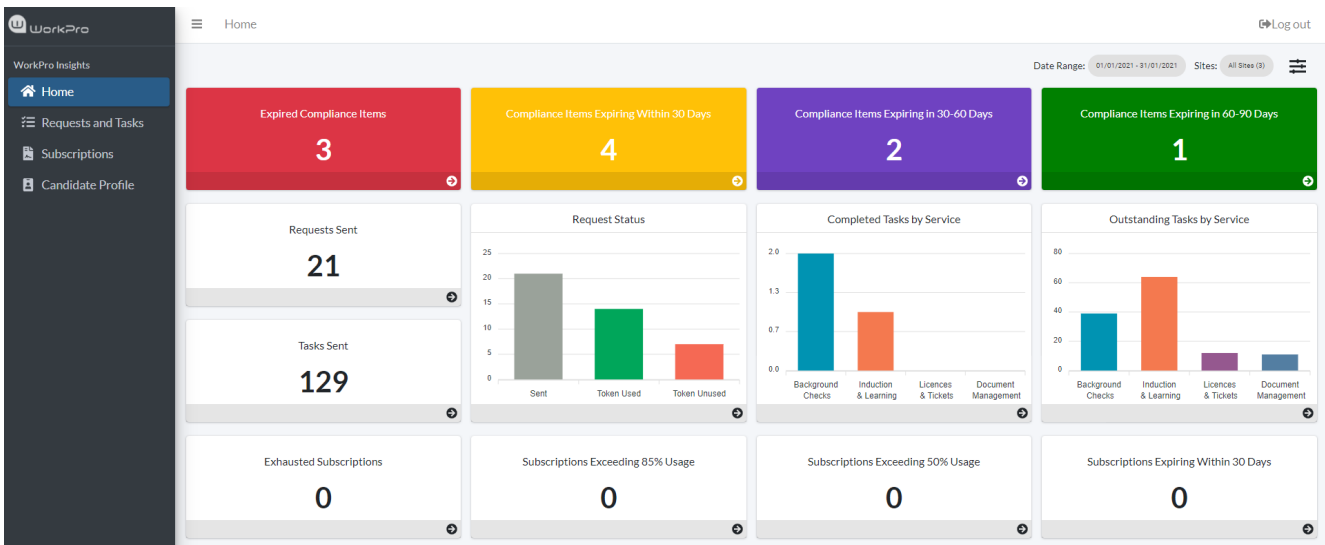 WorkPro
Home
Log out
WorkPro Insights
Home
Requests and Tasks
Subscriptions
Candidate Profile
Date Range: 01/01/2021 - 31/01/2021 Sites: All Sites (3)
Expired Compliance Items
3
Compliance Items Expiring Within 30 Days
4
Compliance Items Expiring in 30-60 Days
2
Compliance Items Expiring in 60-90 Days
1
Requests Sent
21
Tasks Sent
129
Request Status
25
20
15
10
5
0
Sent Token Used Token Unused
Completed Tasks by Service
2.0
1.3
0.7
0.0
Background Induction Licences Document
Checks & Learning & Tickets Management
Outstanding Tasks by Service
80
60
40
20
0
Background Induction Licences Document
Checks & Learning & Tickets Management
Exhausted Subscriptions
0
Subscriptions Exceeding 85% Usage
0
Subscriptions Exceeding 50% Usage
0
Subscriptions Expiring Within 30 Days
0